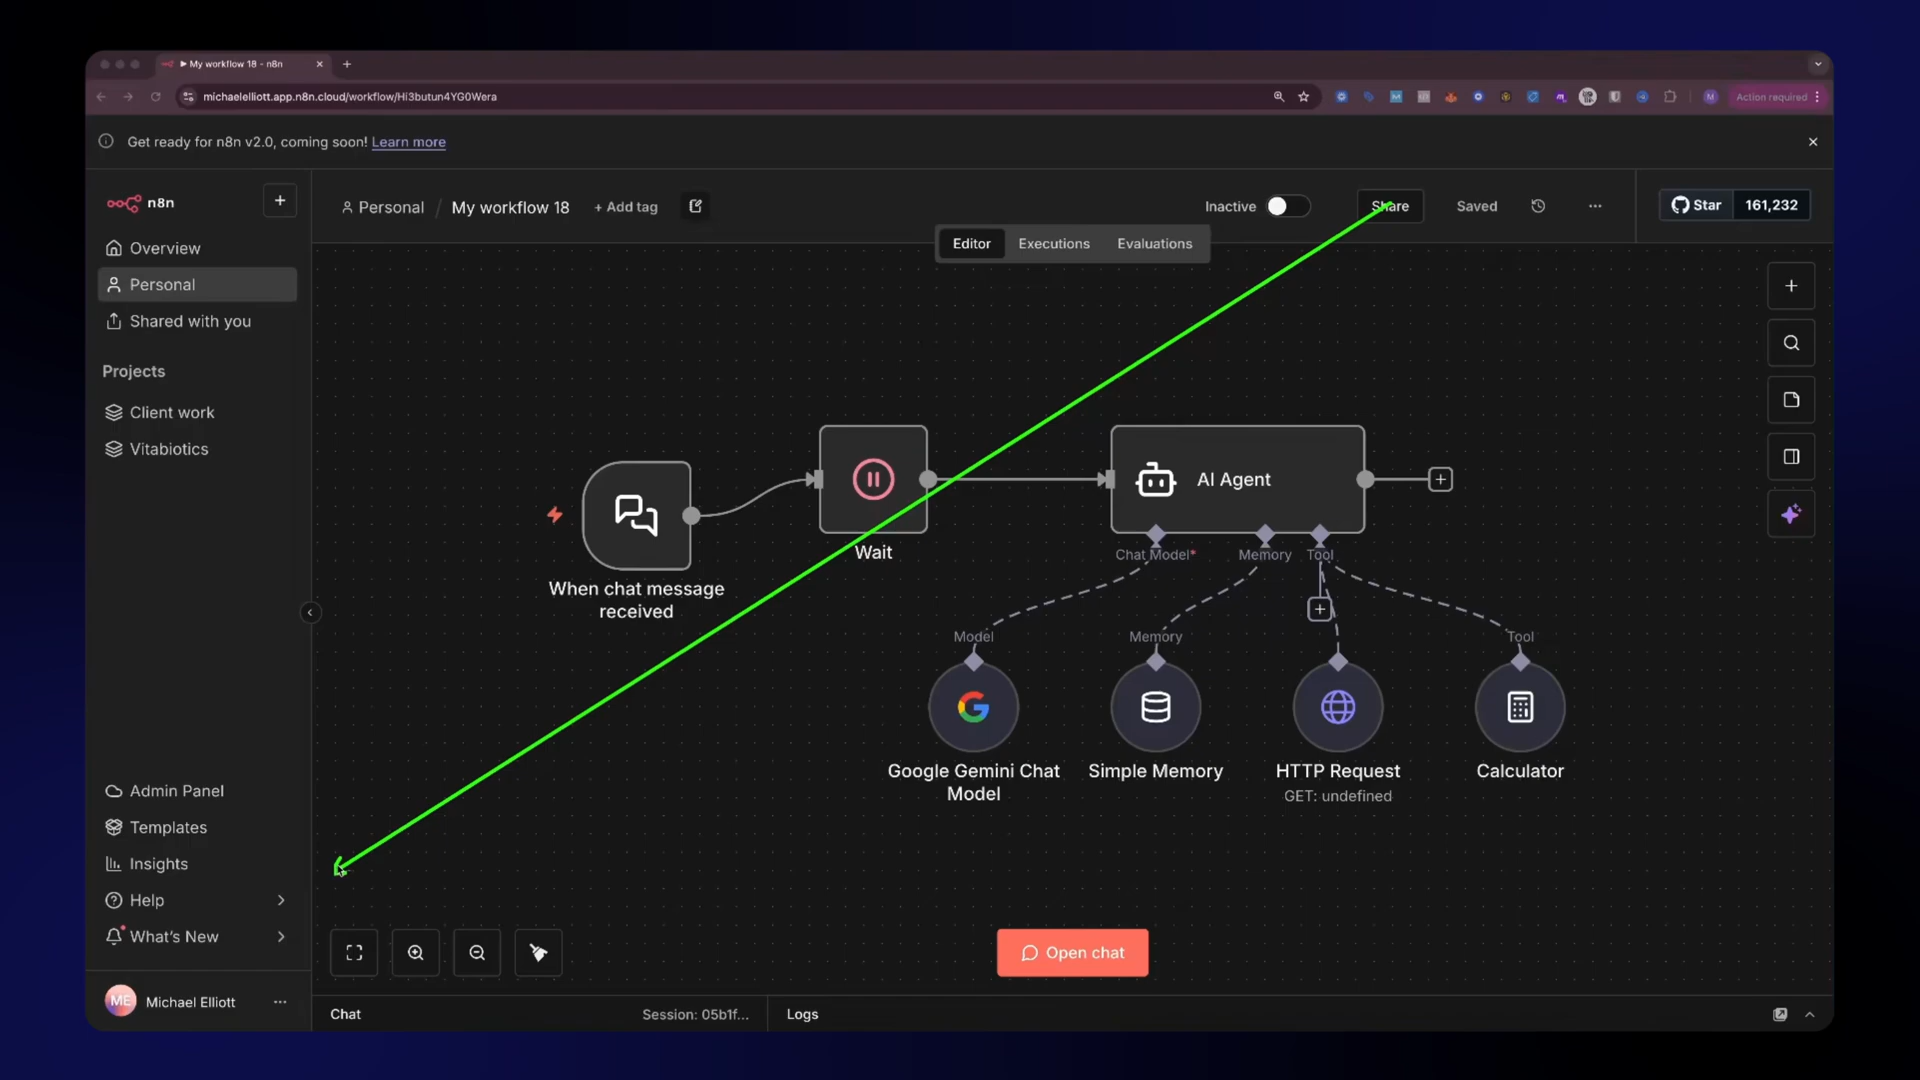 My workflow 18 - n8n
michaelelliott.app.n8n.cloud/workflow/Hi3butun4YG0Wera
Action required
Get ready for n8n v2.0, coming soon! Learn more
n8n
Personal / My workflow 18 + Add tag
Inactive
Share
Saved
Star 161,232
Editor Executions Evaluations
Overview
Personal
Shared with you
Projects
Client work
Vitabiotics
AI Agent
Wait
Chat Model* Memory Tool
When chat message
received
Model Memory Tool
Google Gemini Chat
Model
Simple Memory
HTTP Request
GET: undefined
Calculator
Admin Panel
Templates
Insights
Help
What's New
Open chat
ME Michael Elliott
Chat
Session: 05b1f...
Logs